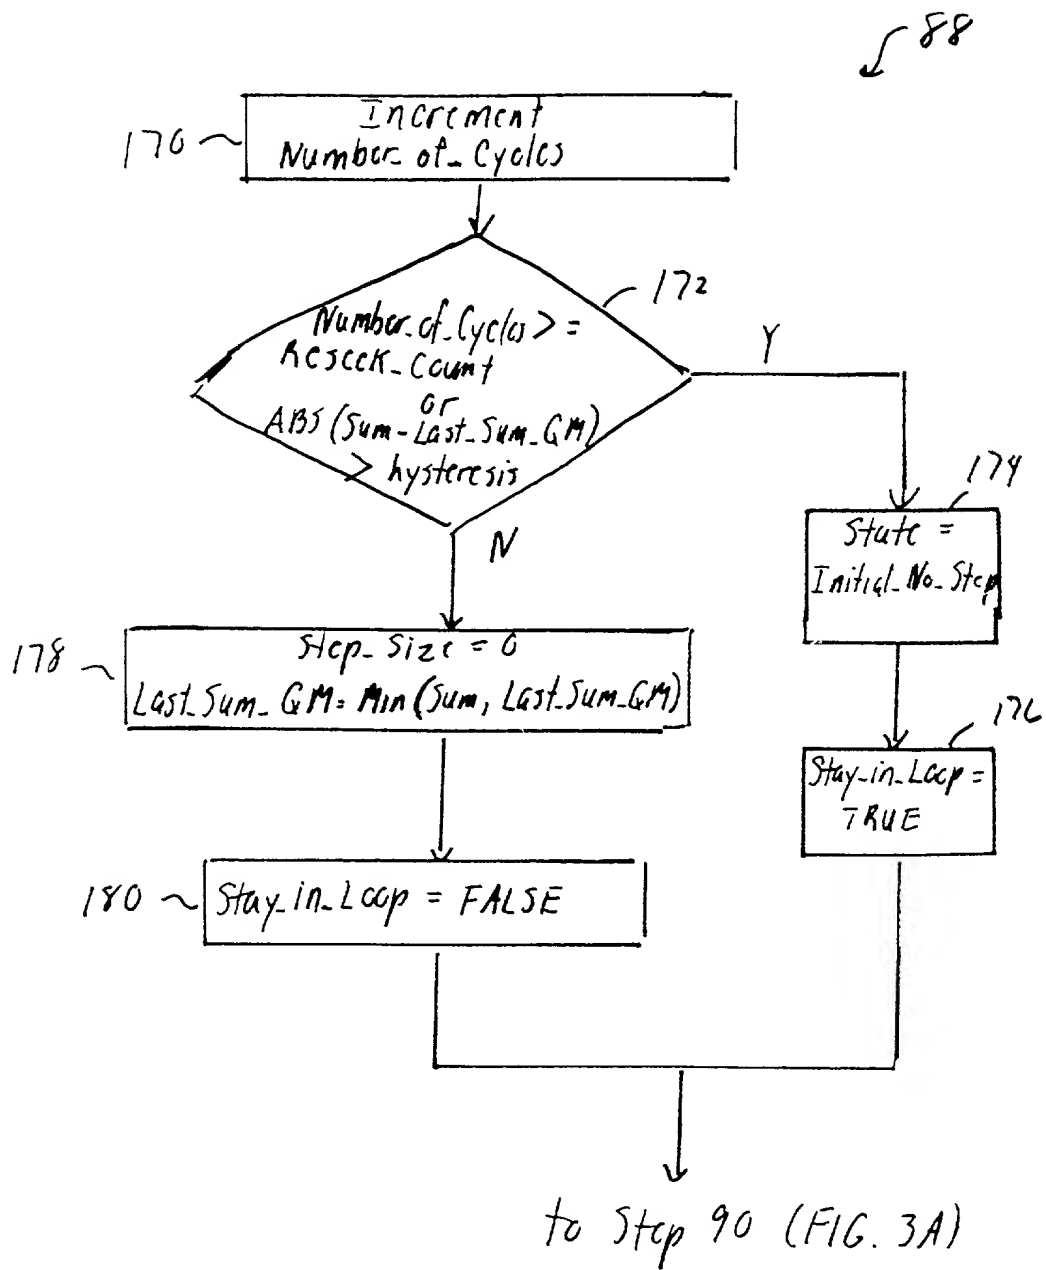 88
170
Increment
Number_of_Cycles
172
Number_of_Cycles >=
Reseek_Count
or
ABS (Sum-Last_Sum_GM)
> hysteresis
Y
N
174
State =
Initial_No_Step
178
Step_Size = 0
Last_Sum_GM = Min (Sum, Last_Sum_GM)
176
Stay_in_Loop =
TRUE
180
Stay_in_Loop = FALSE
to Step 90 (FIG. 3A)